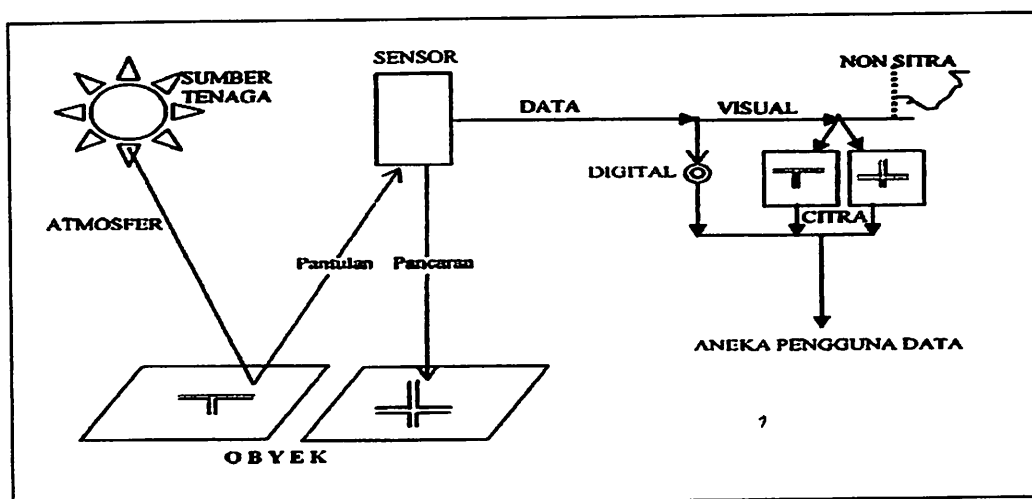 SENSOR
NON SITRA
SUMBER
TENAGA
DATA
VISUAL
DIGITAL
CITRA
ATMOSFER
Pantulan
Pancaran
ANEKA PENGGUNA DATA
OBYEK